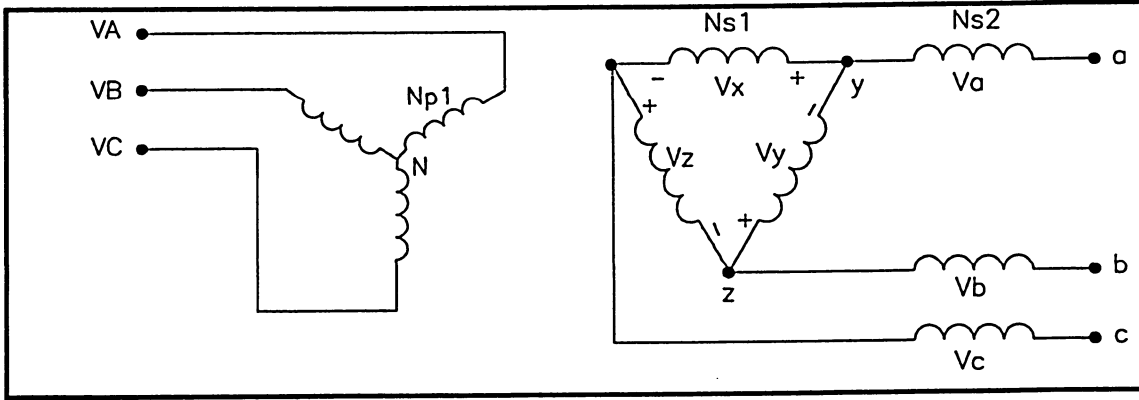 VA
VB
VC
Np1
N
Ns1
Ns2
- Vx +
y
Va
a
+
Vz
-
Vy
-
+
z
Vb
b
Vc
c